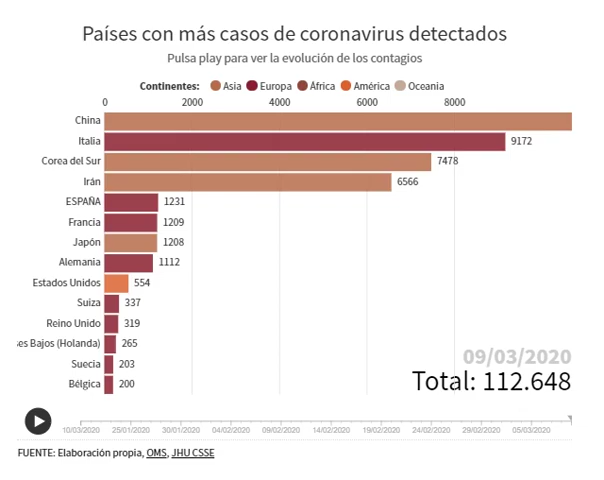 Países con más casos de coronavirus detectados
Pulsa play para ver la evolución de los contagios
Continentes: Asia Europa África América Oceania
0 2000 4000 6000 8000
China
Italia 9172
Corea del Sur 7478
Irán 6566
ESPAÑA 1231
Francia 1209
Japón 1208
Alemania 1112
Estados Unidos 554
Suiza 337
Reino Unido 319
ses Bajos (Holanda) 265
Suecia 203
Bélgica 200
09/03/2020
Total: 112.648
10/03/2020 25/01/2020 30/01/2020 04/02/2020 09/02/2020 14/02/2020 19/02/2020 24/02/2020 29/02/2020 05/03/2020
FUENTE: Elaboración propia, OMS, JHU CSSE